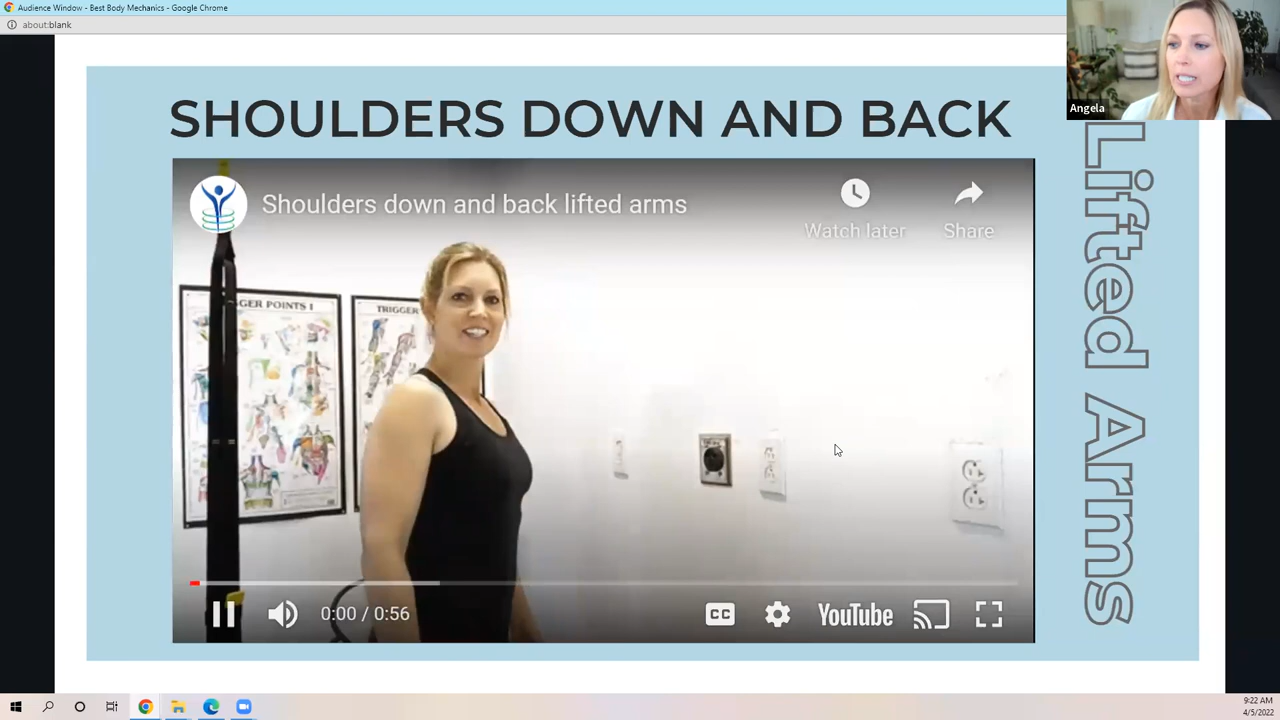 Audience Window - Best Body Mechanics - Google Chrome
about:blank
Angela
SHOULDERS DOWN AND BACK
Lifted Arms
Shoulders down and back lifted arms
Watch later
Share
GER POINTS I
TRIGGER
0:00 / 0:56
CC
YouTube
9:22 AM
4/5/2022